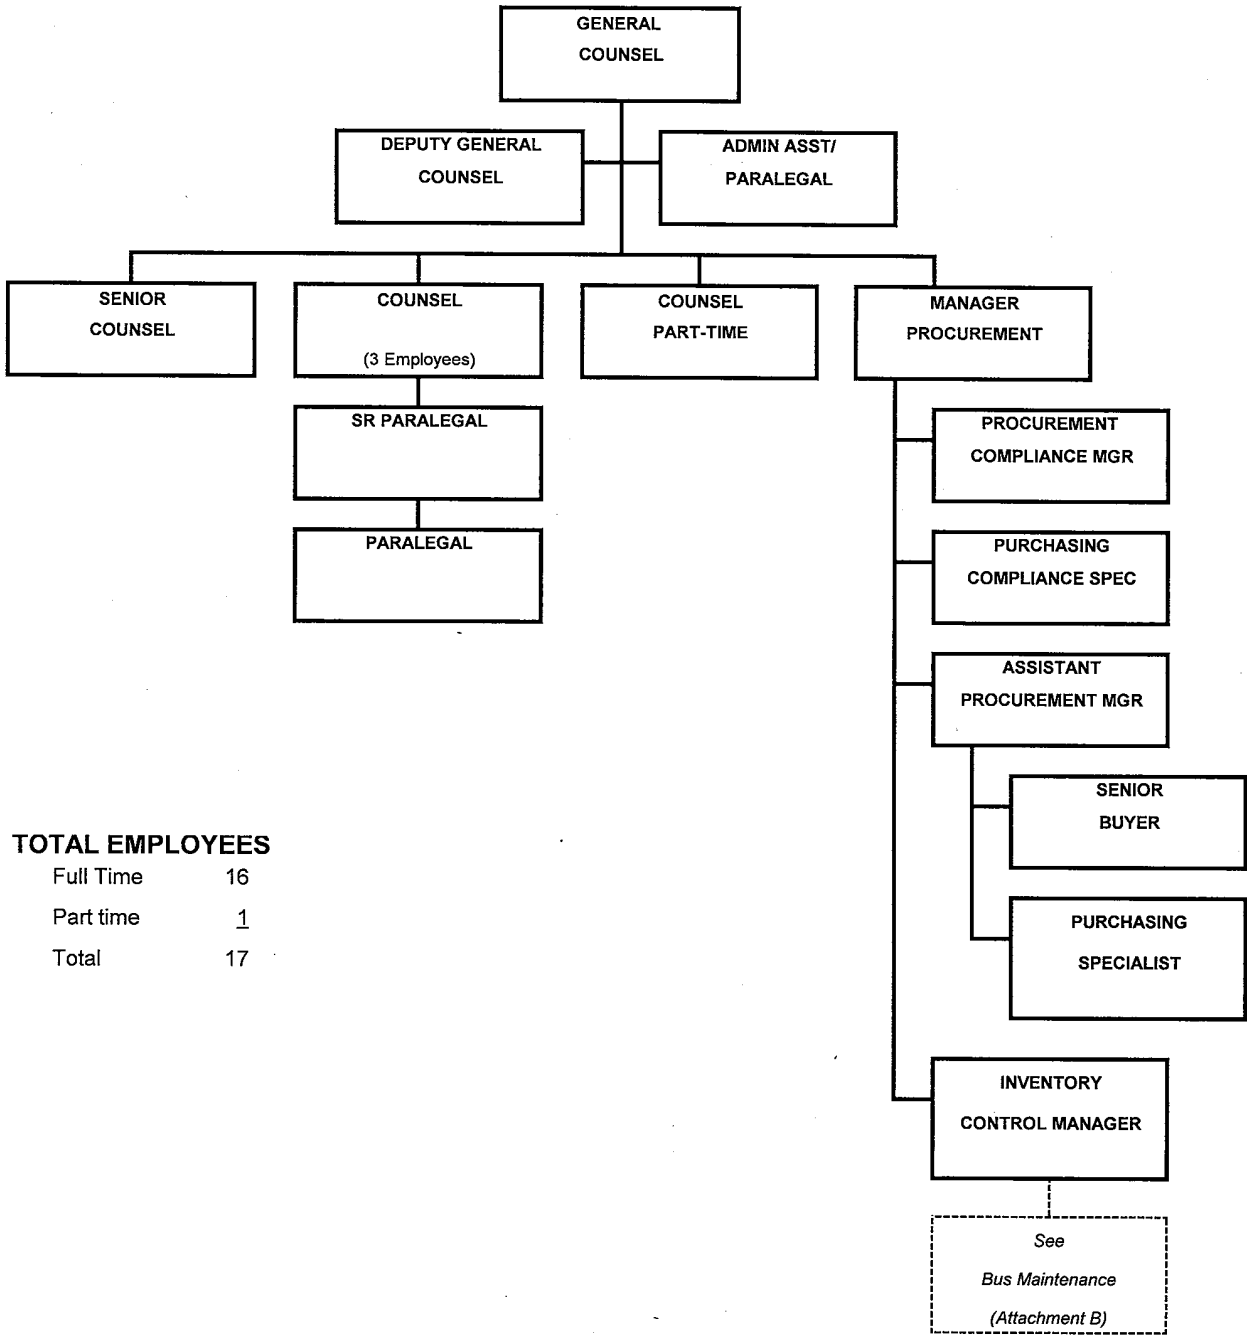 GENERAL
COUNSEL
DEPUTY GENERAL
COUNSEL
ADMIN ASST/
PARALEGAL
SENIOR
COUNSEL
COUNSEL
(3 Employees)
COUNSEL
PART-TIME
MANAGER
PROCUREMENT
SR PARALEGAL
PARALEGAL
PROCUREMENT
COMPLIANCE MGR
PURCHASING
COMPLIANCE SPEC
ASSISTANT
PROCUREMENT MGR
SENIOR
BUYER
PURCHASING
SPECIALIST
INVENTORY
CONTROL MANAGER
See
Bus Maintenance
(Attachment B)
TOTAL EMPLOYEES
Full Time 16
Part time 1
Total 17